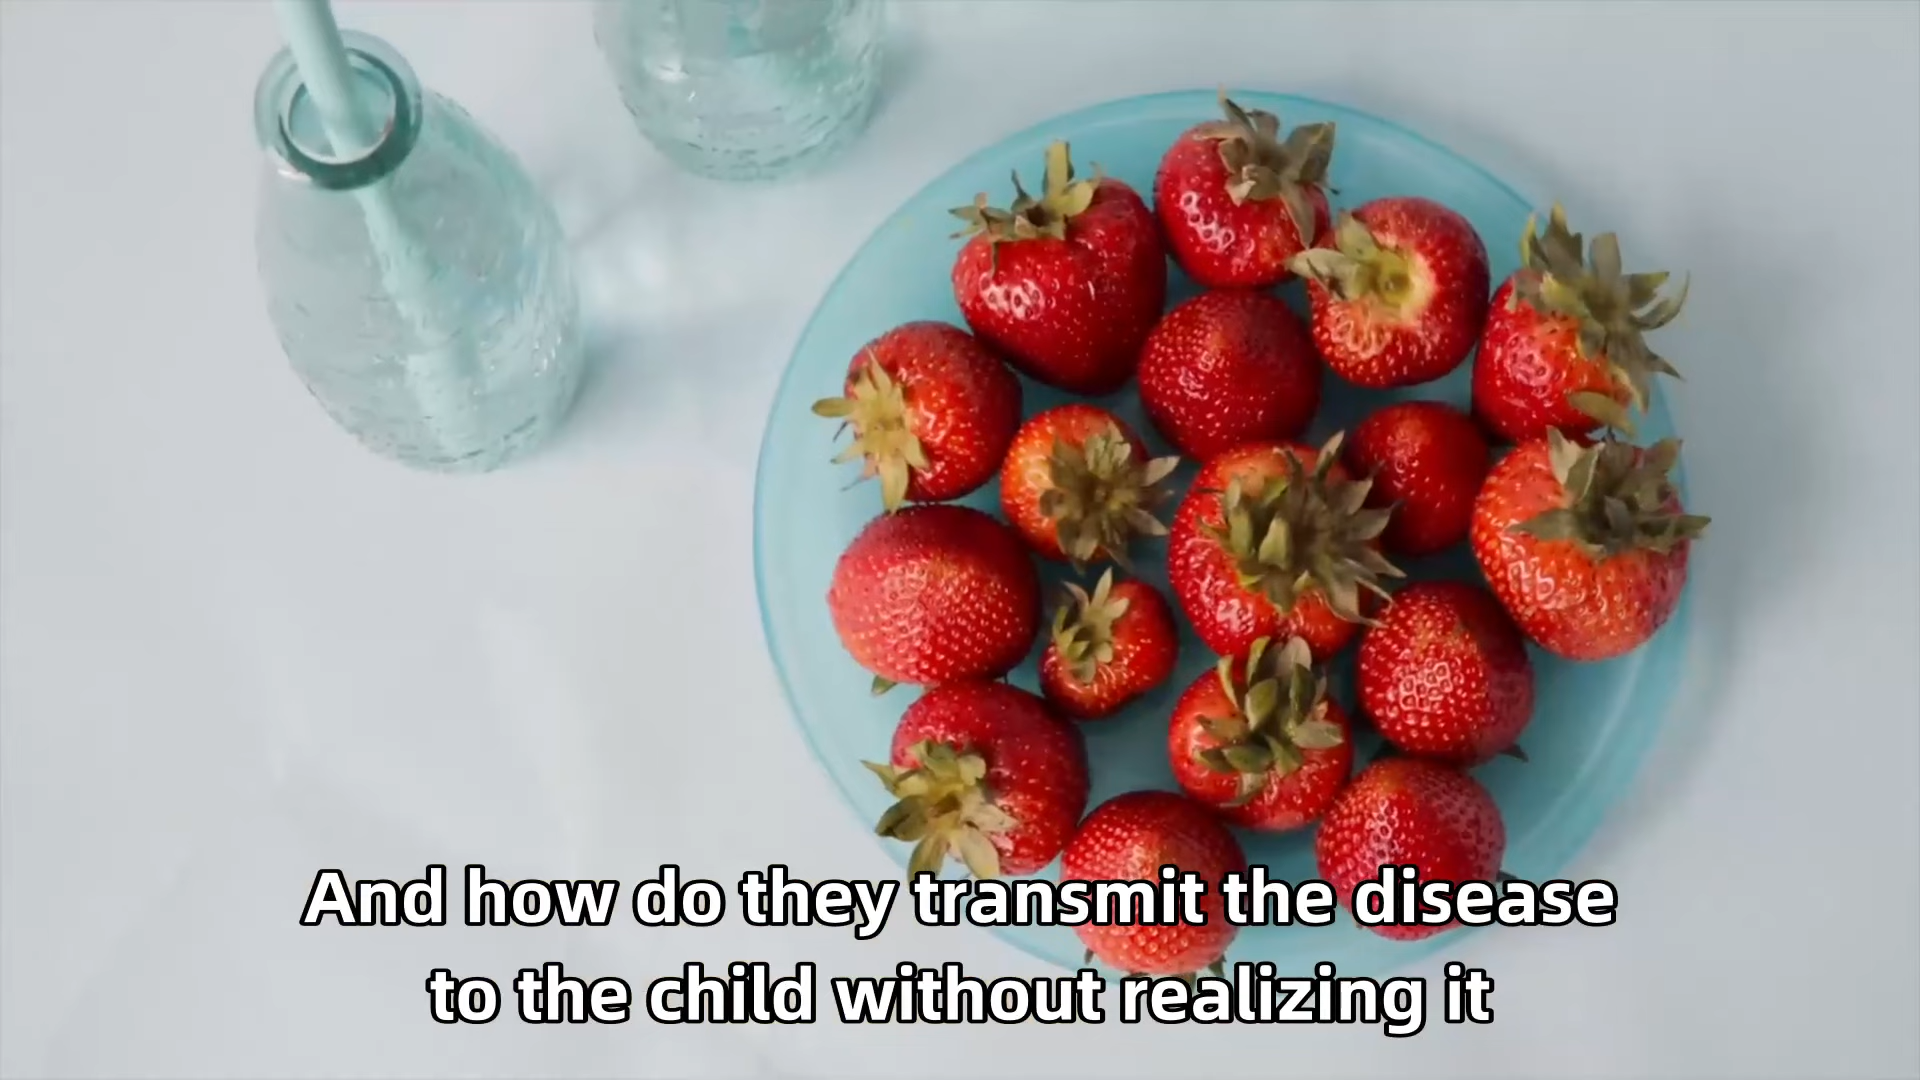 And how do they transmit the disease
to the child without realizing it